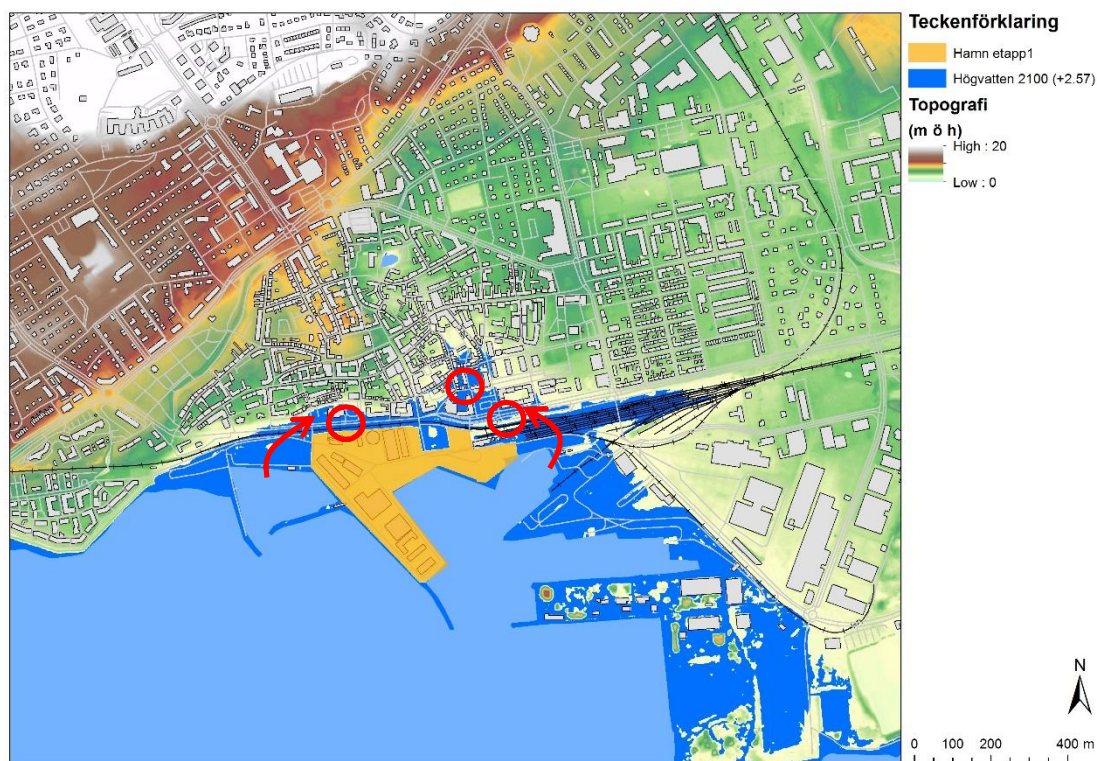 Teckenförklaring
Hamn etapp1
Högvatten 2100 (+2.57)
Topografi
(m ö h)
High : 20
Low : 0
N
0 100 200 400 m